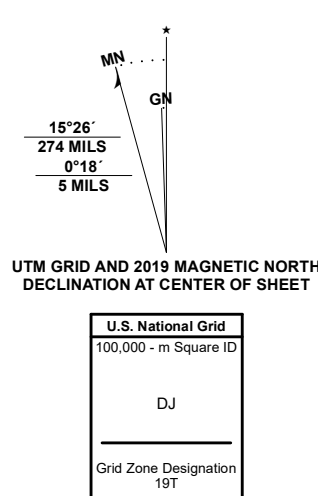 ★
MN
GN
15°26´
274 MILS
0°18´
5 MILS
UTM GRID AND 2019 MAGNETIC NORTH
DECLINATION AT CENTER OF SHEET
U.S. National Grid
100,000 - m Square ID
DJ
Grid Zone Designation
19T